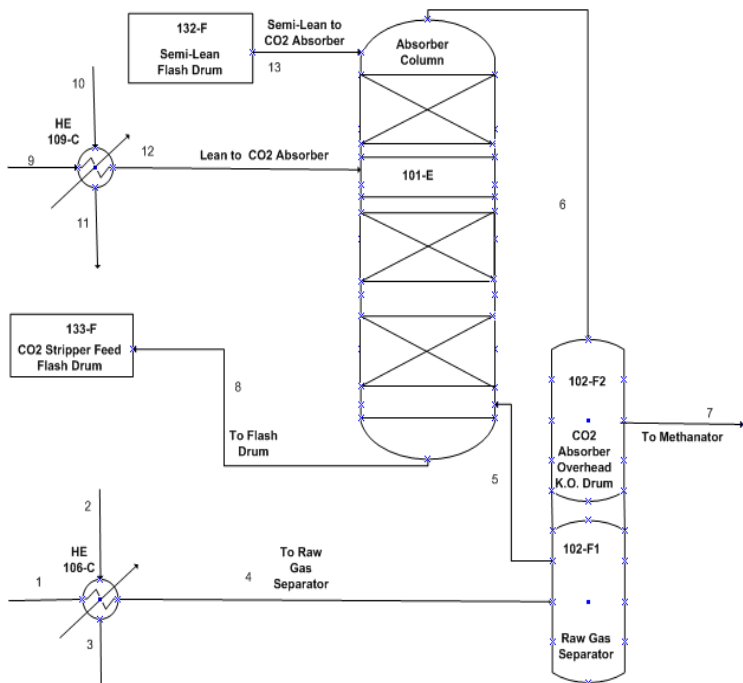 132-F
Semi-Lean
Flash Drum
Semi-Lean to
CO2 Absorber
13
Absorber
Column
10
HE
109-C
9
12
Lean to CO2 Absorber
11
101-E
6
133-F
CO2 Stripper Feed
Flash Drum
8
To Flash
Drum
5
102-F2
7
To Methanator
CO2
Absorber
Overhead
K.O. Drum
2
HE
106-C
1
4
To Raw
Gas
Separator
3
102-F1
Raw Gas
Separator